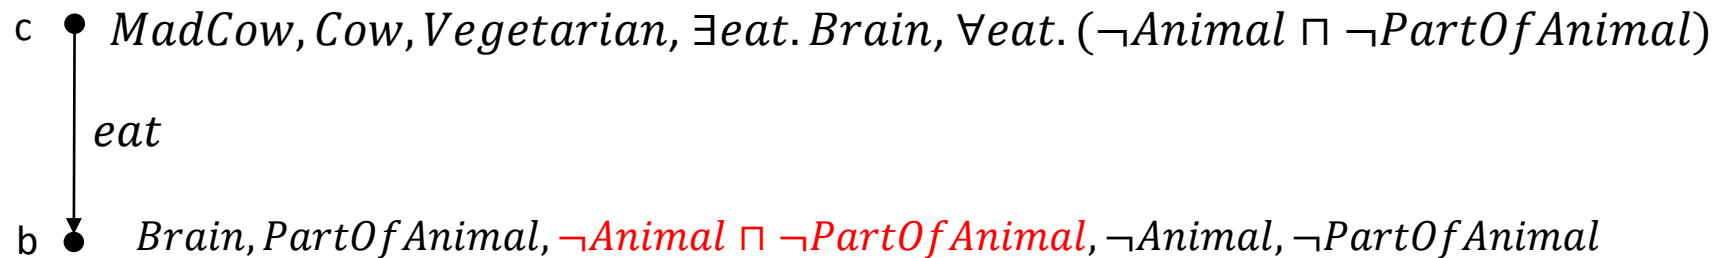 c MadCow, Cow, Vegetarian, ∃eat. Brain, ∀eat. (¬Animal ⊓ ¬PartOfAnimal)
eat
b Brain, PartOfAnimal, ¬Animal ⊓ ¬PartOfAnimal, ¬Animal, ¬PartOfAnimal